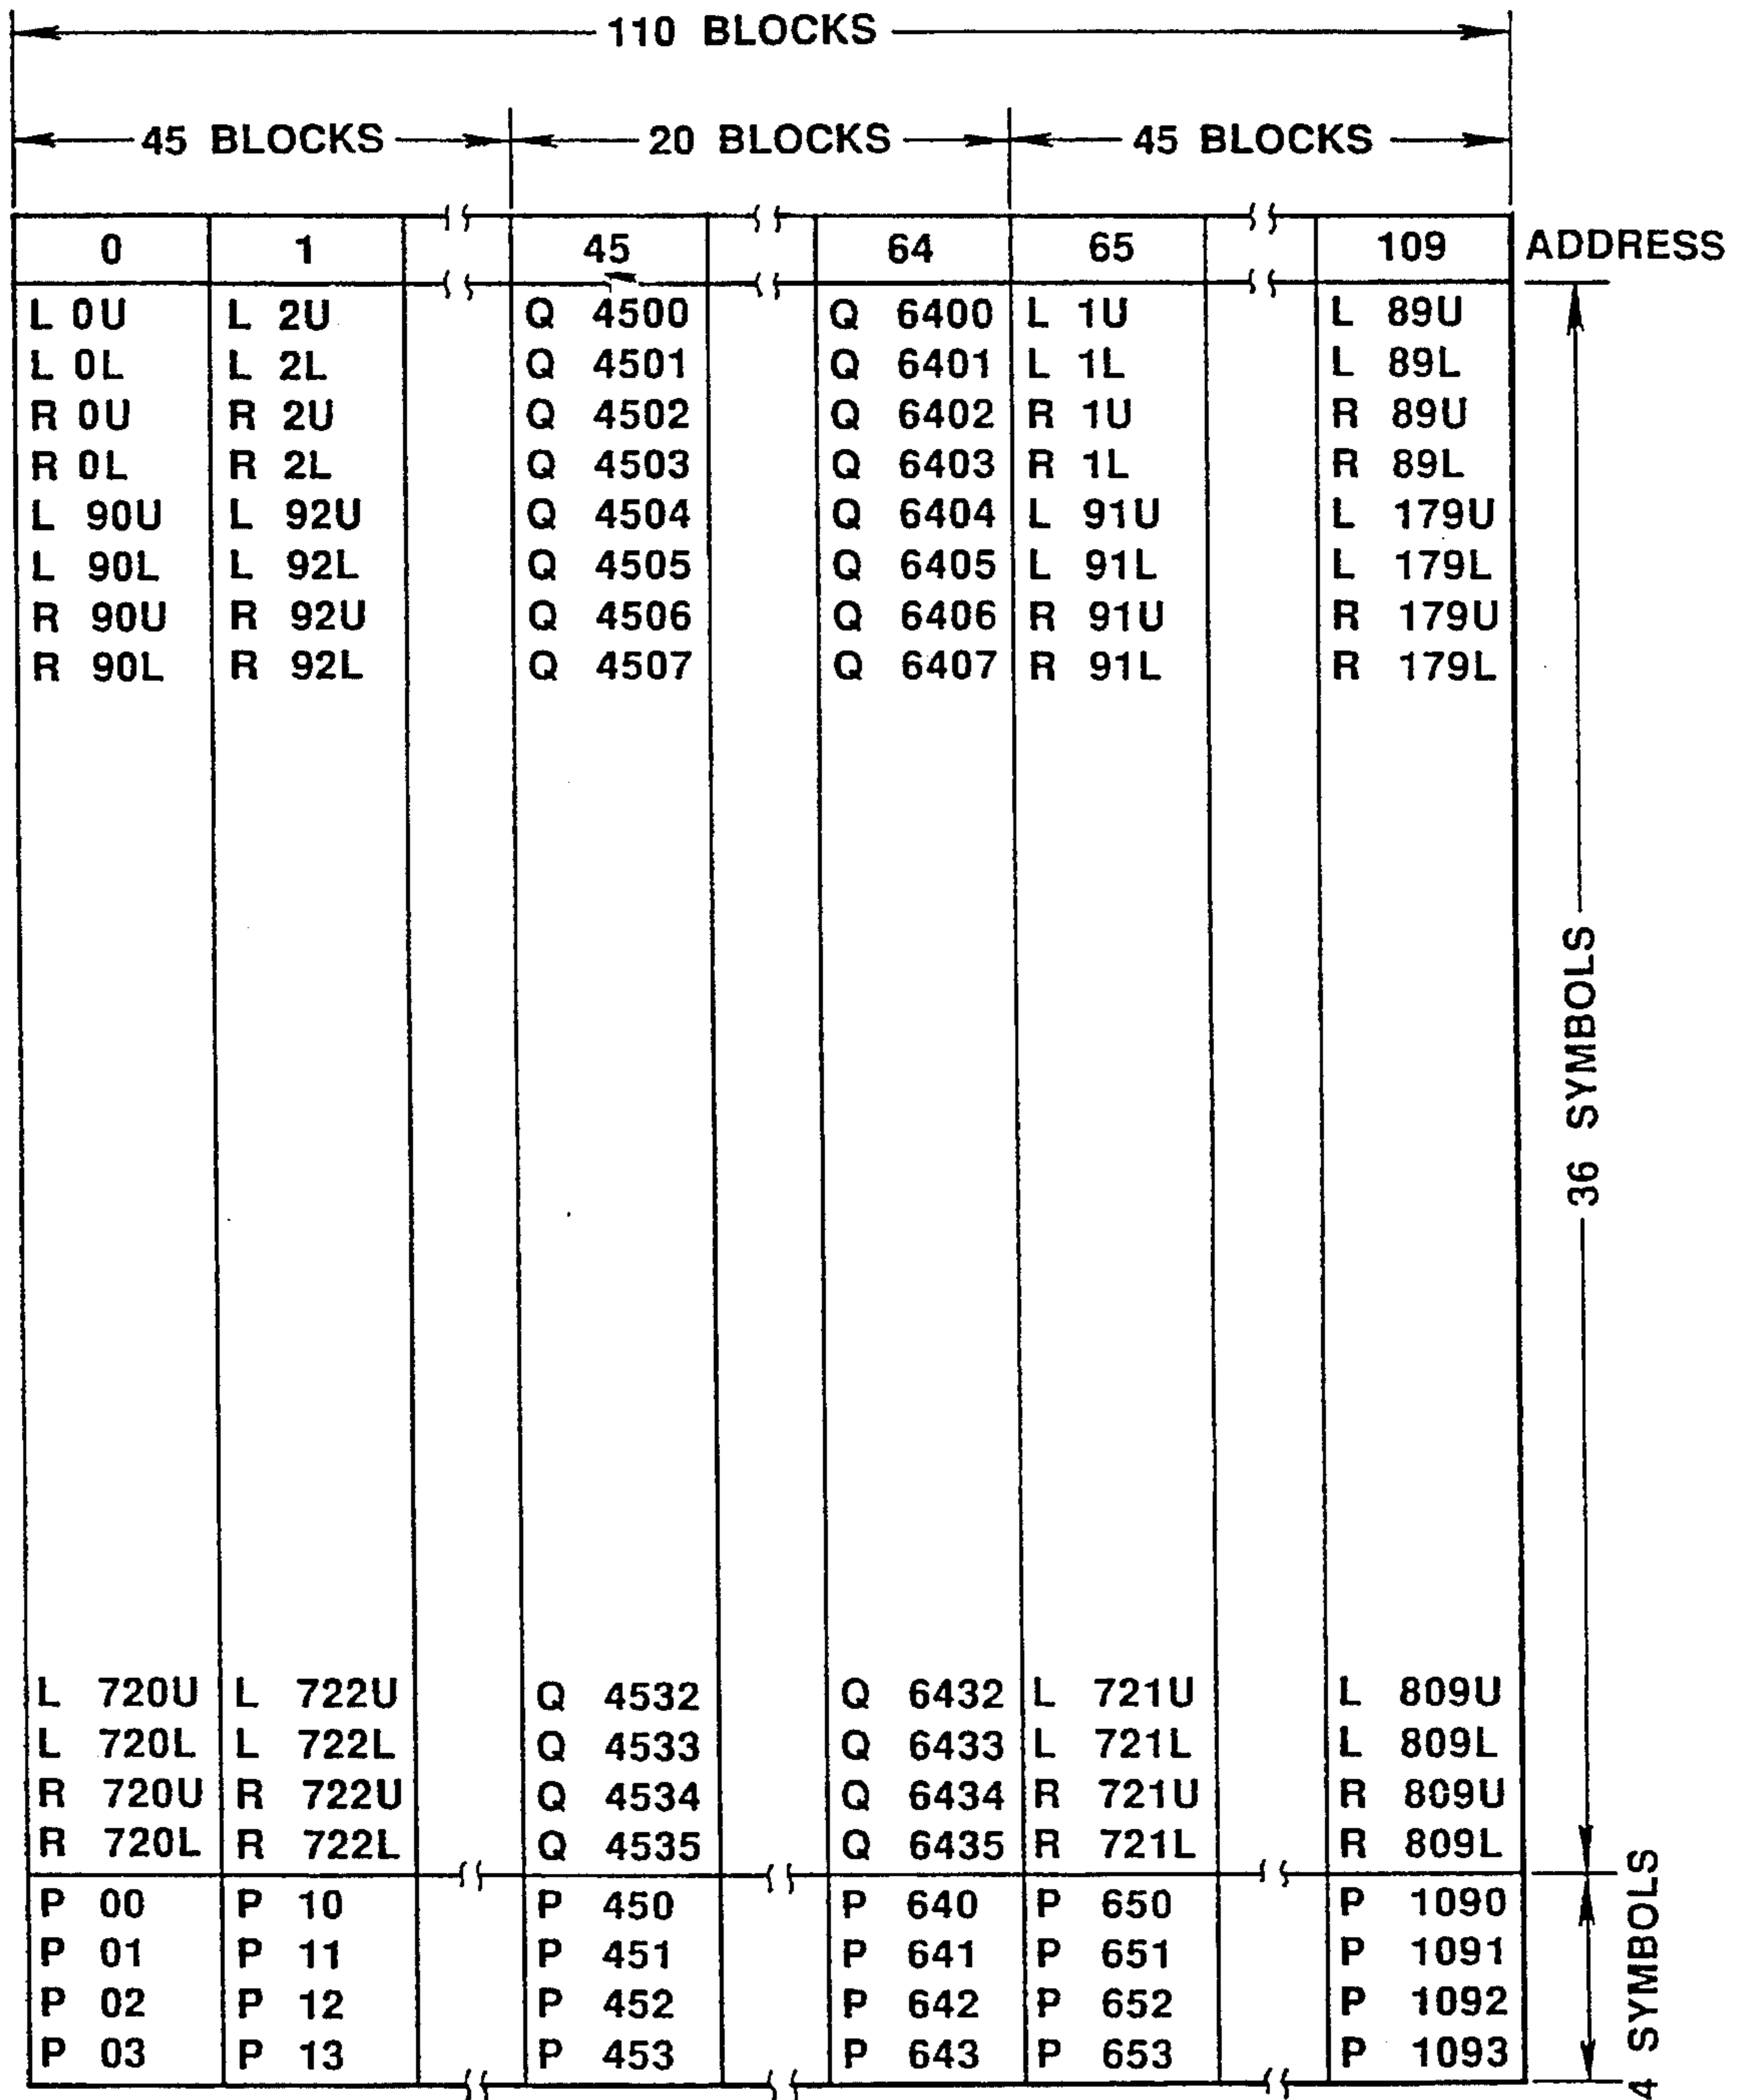 110 BLOCKS
45 BLOCKS 20 BLOCKS 45 BLOCKS
0 1 45 64 65 109 ADDRESS
L 0U L 2U Q 4500 Q 6400 L 1U L 89U
L 0L L 2L Q 4501 Q 6401 L 1L L 89L
R 0U R 2U Q 4502 Q 6402 R 1U R 89U
R 0L R 2L Q 4503 Q 6403 R 1L R 89L
L 90U L 92U Q 4504 Q 6404 L 91U L 179U
L 90L L 92L Q 4505 Q 6405 L 91L L 179L
R 90U R 92U Q 4506 Q 6406 R 91U R 179U
R 90L R 92L Q 4507 Q 6407 R 91L R 179L
36 SYMBOLS
L 720U L 722U Q 4532 Q 6432 L 721U L 809U
L 720L L 722L Q 4533 Q 6433 L 721L L 809L
R 720U R 722U Q 4534 Q 6434 R 721U R 809U
R 720L R 722L Q 4535 Q 6435 R 721L R 809L
P 00 P 10 P 450 P 640 P 650 P 1090
P 01 P 11 P 451 P 641 P 651 P 1091
P 02 P 12 P 452 P 642 P 652 P 1092
P 03 P 13 P 453 P 643 P 653 P 1093
4 SYMBOLS